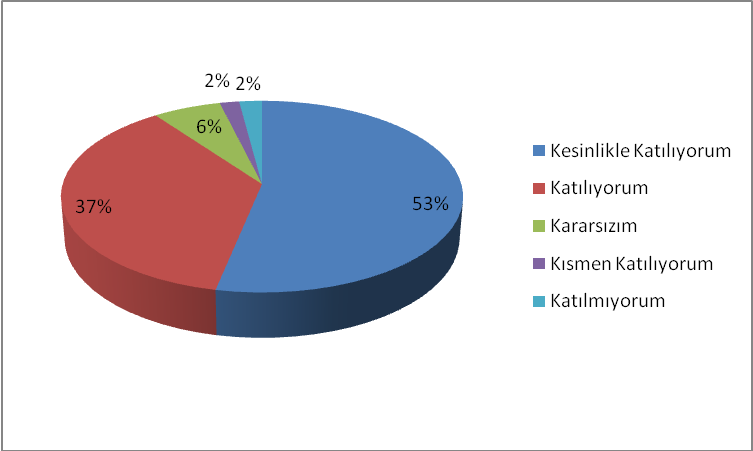 2% 2%
6%
37%
53%
Kesinlikle Katılıyorum
Katılıyorum
Kararsızım
Kısmen Katılıyorum
Katılmıyorum